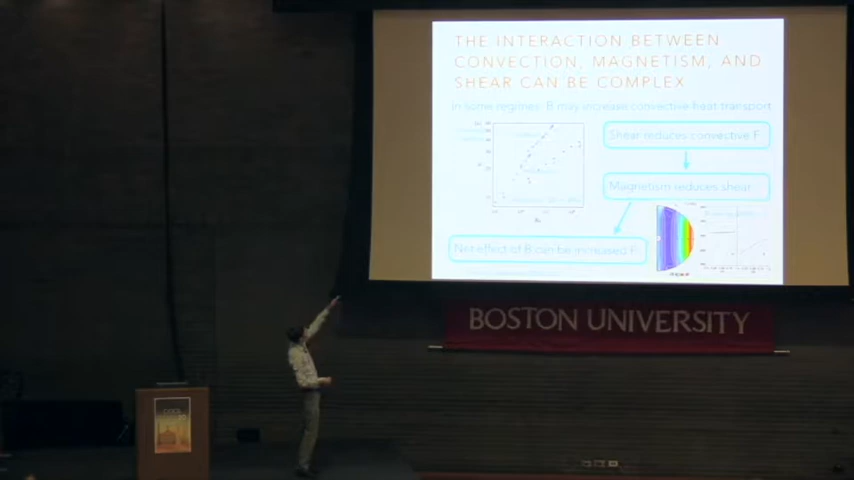 THE INTERACTION BETWEEN
CONVECTION, MAGNETISM, AND
SHEAR CAN BE COMPLEX
In some regimes, B may increase convective heat transport
Shear reduces convective F
Magnetism reduces shear
Net effect of B can be increased F
BOSTON UNIVERSITY